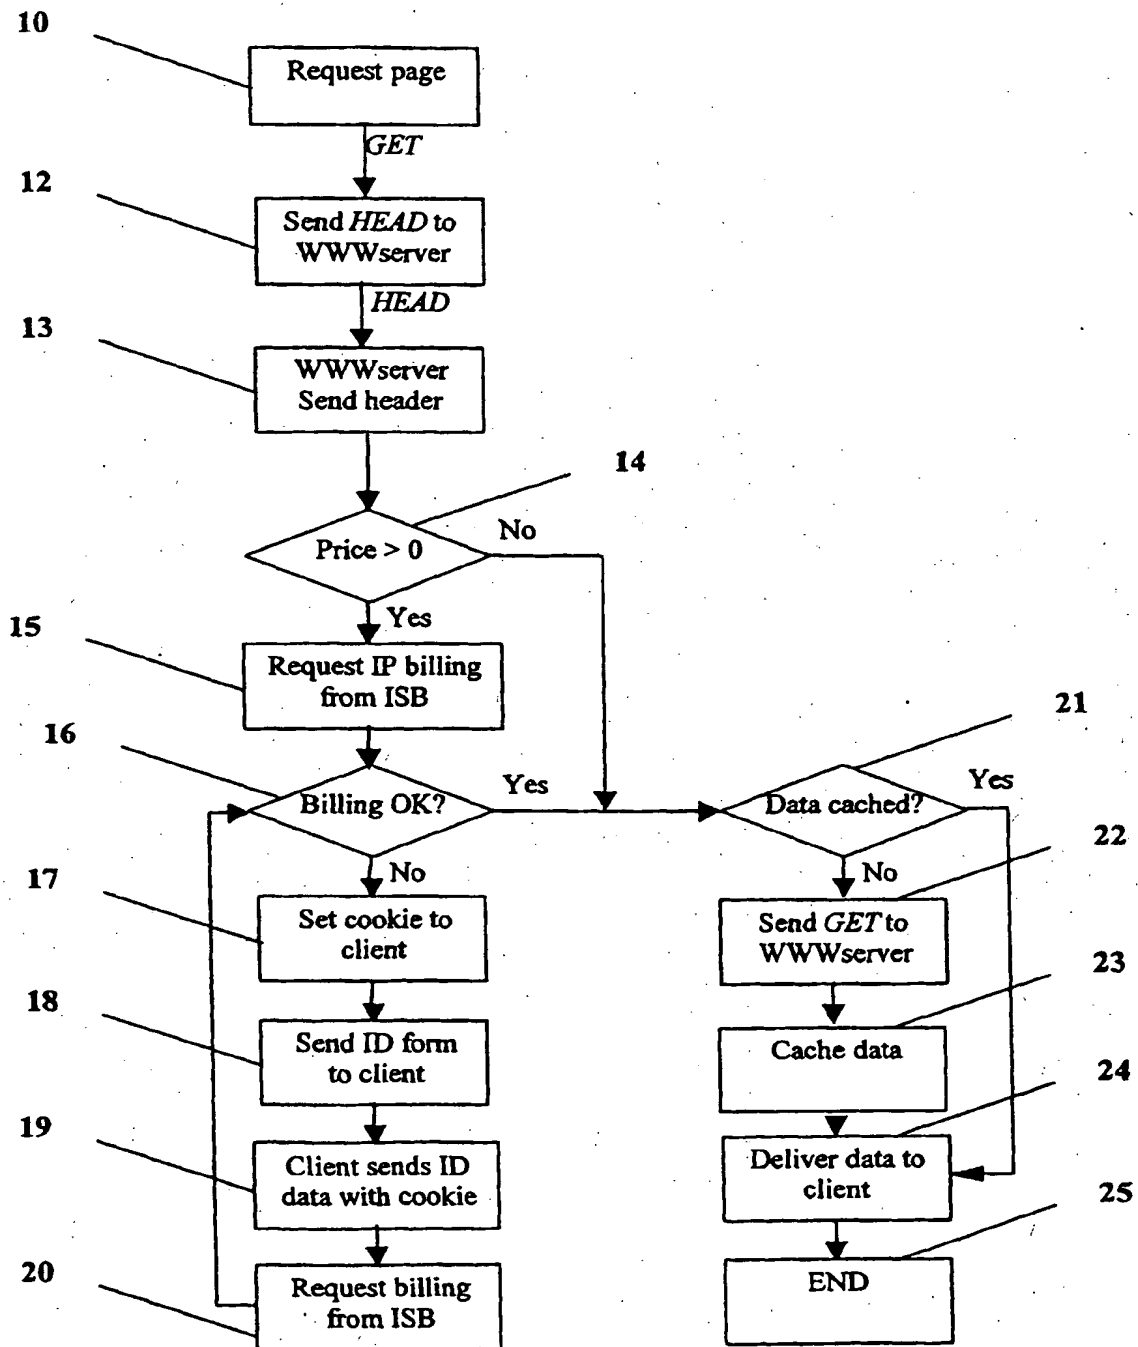 10
Request page
GET
12
Send HEAD to
WWWserver
HEAD
13
WWWserver
Send header
14
Price > 0
No
Yes
15
Request IP billing
from ISB
16
Billing OK?
Yes
No
17
Set cookie to
client
18
Send ID form
to client
19
Client sends ID
data with cookie
20
Request billing
from ISB
21
Data cached?
Yes
No
22
Send GET to
WWWserver
23
Cache data
24
Deliver data to
client
25
END